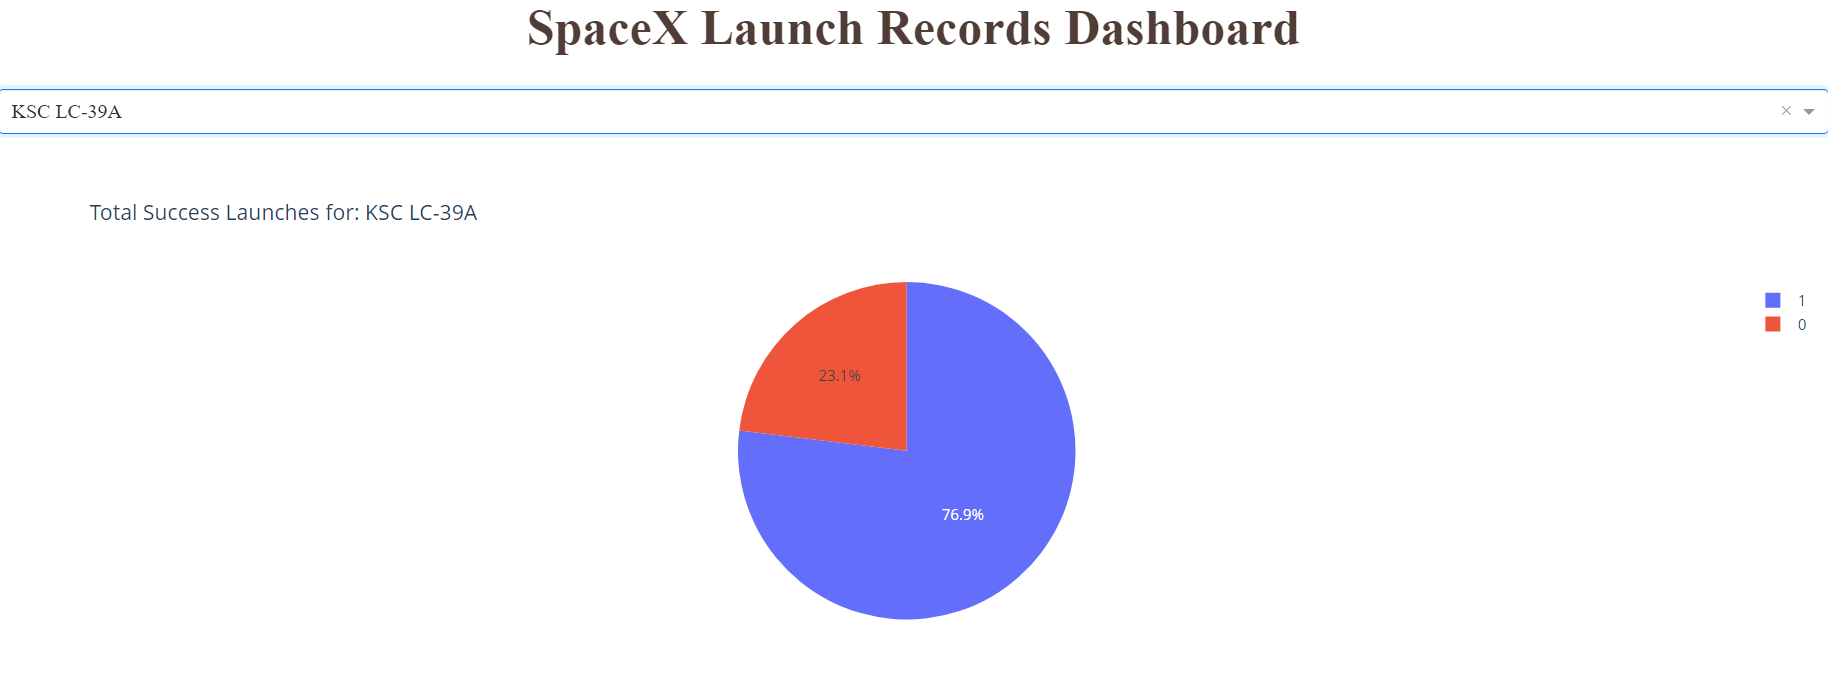 SpaceX Launch Records Dashboard
KSC LC-39A
Total Success Launches for: KSC LC-39A
1
0
23.1%
76.9%